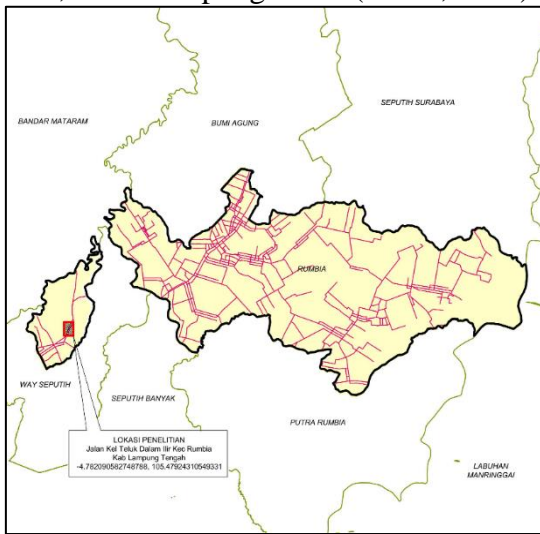 SEPUTIH SURABAYA
BANDAR MATARAM
BUMI AGUNG
RUMBIA
WAY SEPUTIH
SEPUTIH BANYAK
PUTRA RUMBIA
LOKASI PENELITIAN
Jalan Kel Teluk Dalam Ilir Kec Rumbia
Kab Lampung Tengah
-4.782090582748788, 105.47924310549331
LABUHAN
MANRINGGAI